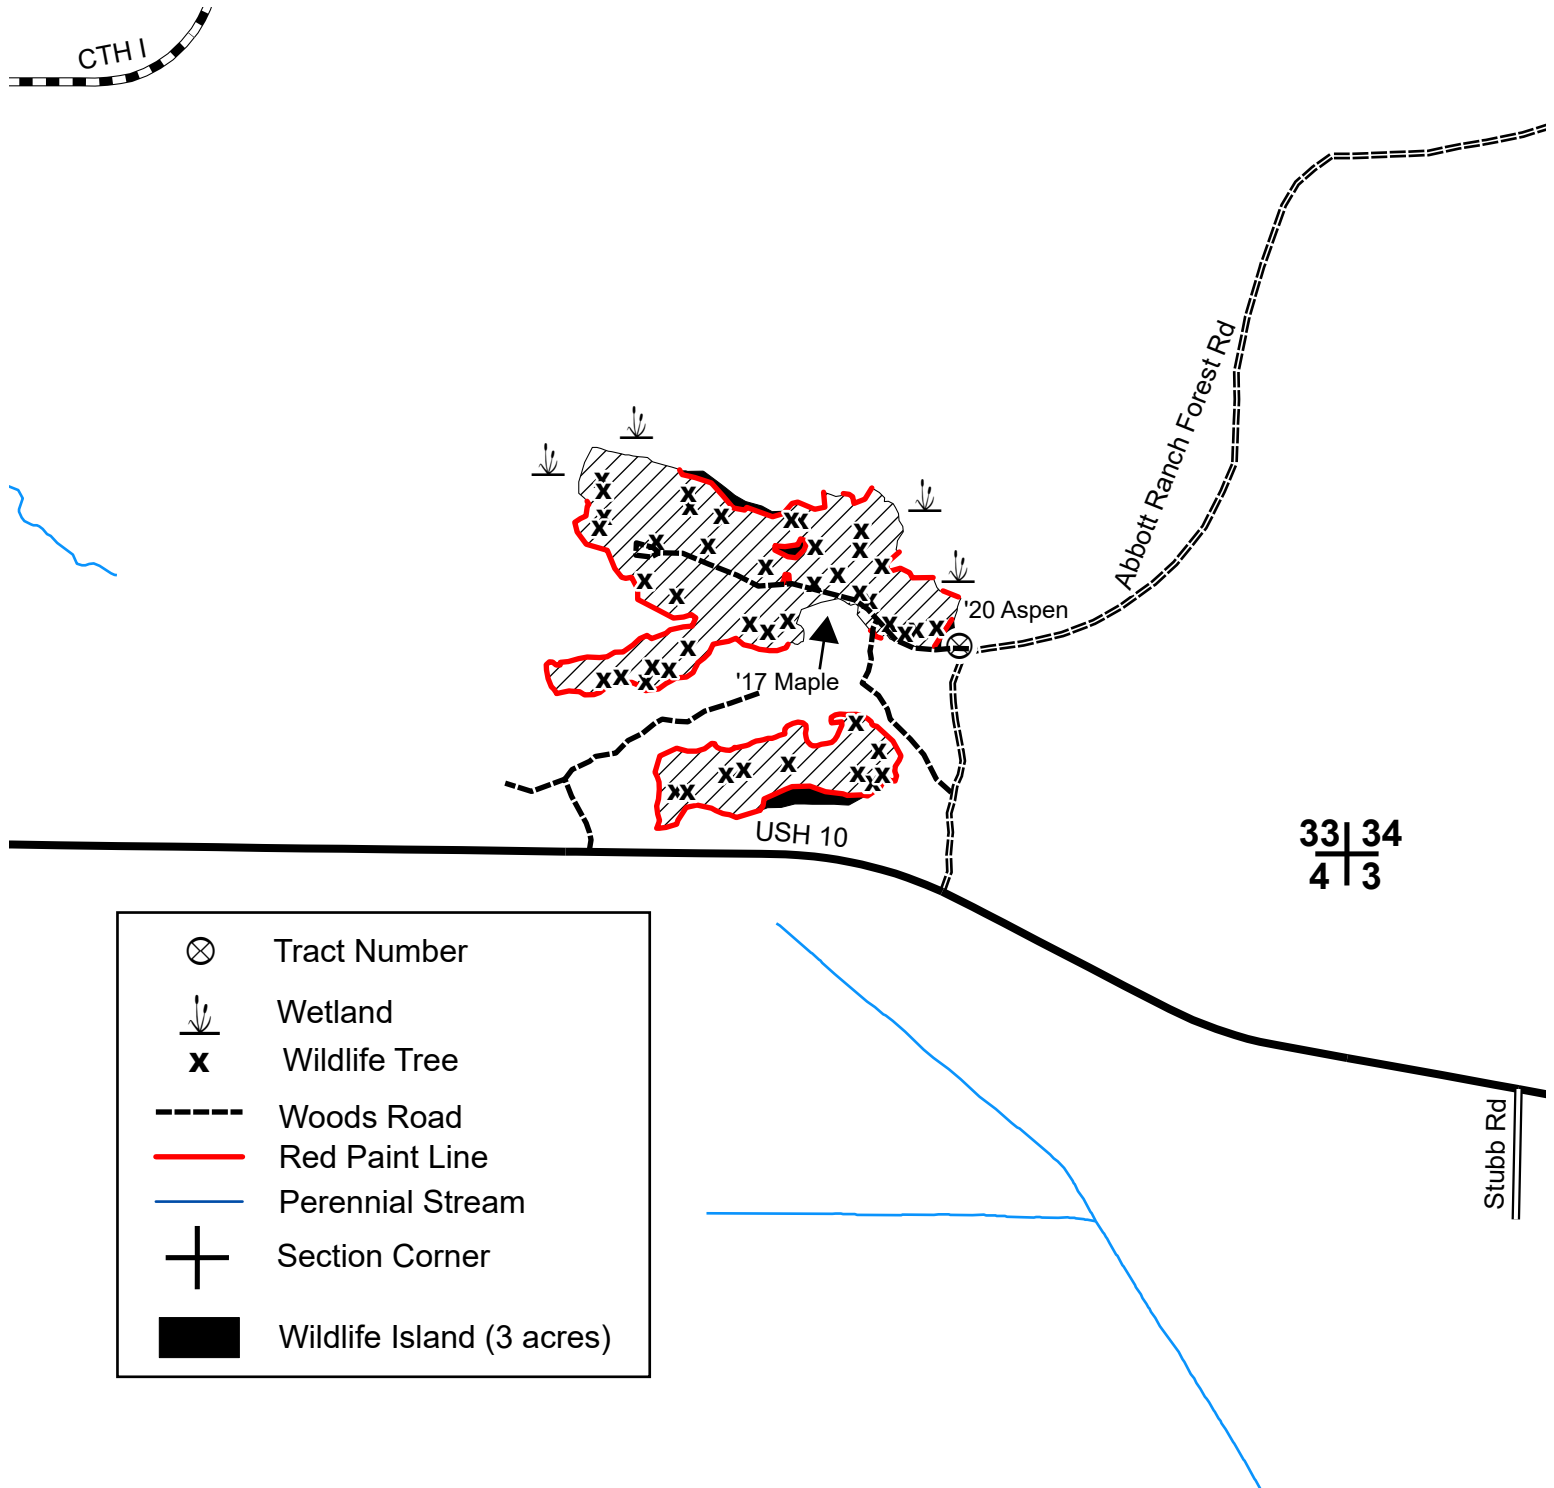 CTH I
Abbott Ranch Forest Rd
'20 Aspen
'17 Maple
USH 10
33 34
4 3
Stubb Rd
Tract Number
Wetland
x Wildlife Tree
Woods Road
Red Paint Line
Perennial Stream
Section Corner
Wildlife Island (3 acres)